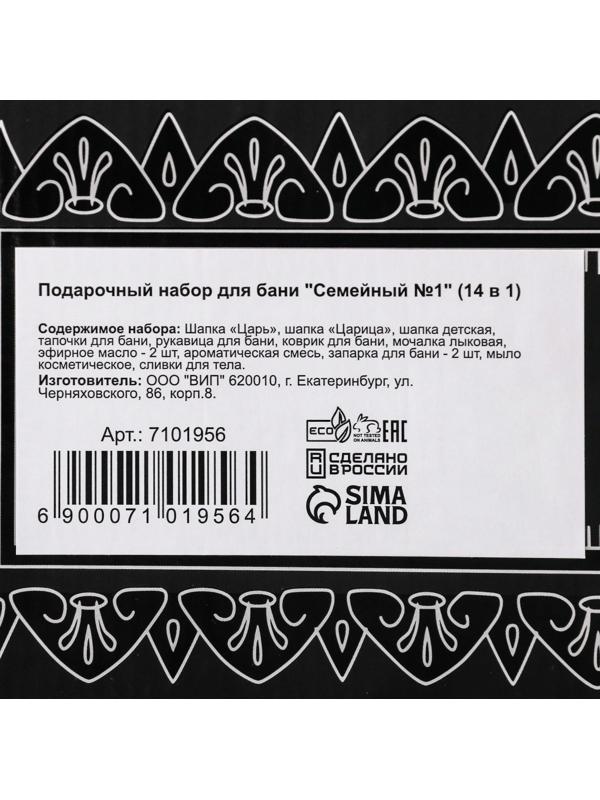 Подарочный набор для бани "Семейный №1" (14 в 1)
Содержимое набора: Шапка «Царь», шапка «Царица», шапка детская,
тапочки для бани, рукавица для бани, коврик для бани, мочалка лыковая,
эфирное масло - 2 шт, ароматическая смесь, запарка для бани - 2 шт, мыло
косметическое, сливки для тела.
Изготовитель: ООО "ВИП" 620010, г. Екатеринбург, ул.
Черняховского, 86, корп.8.
Арт.: 7101956
6 900071 019564
ECO NOT TESTED ON ANIMALS EAC
СДЕЛАНО
В РОССИИ
SIMA
LAND